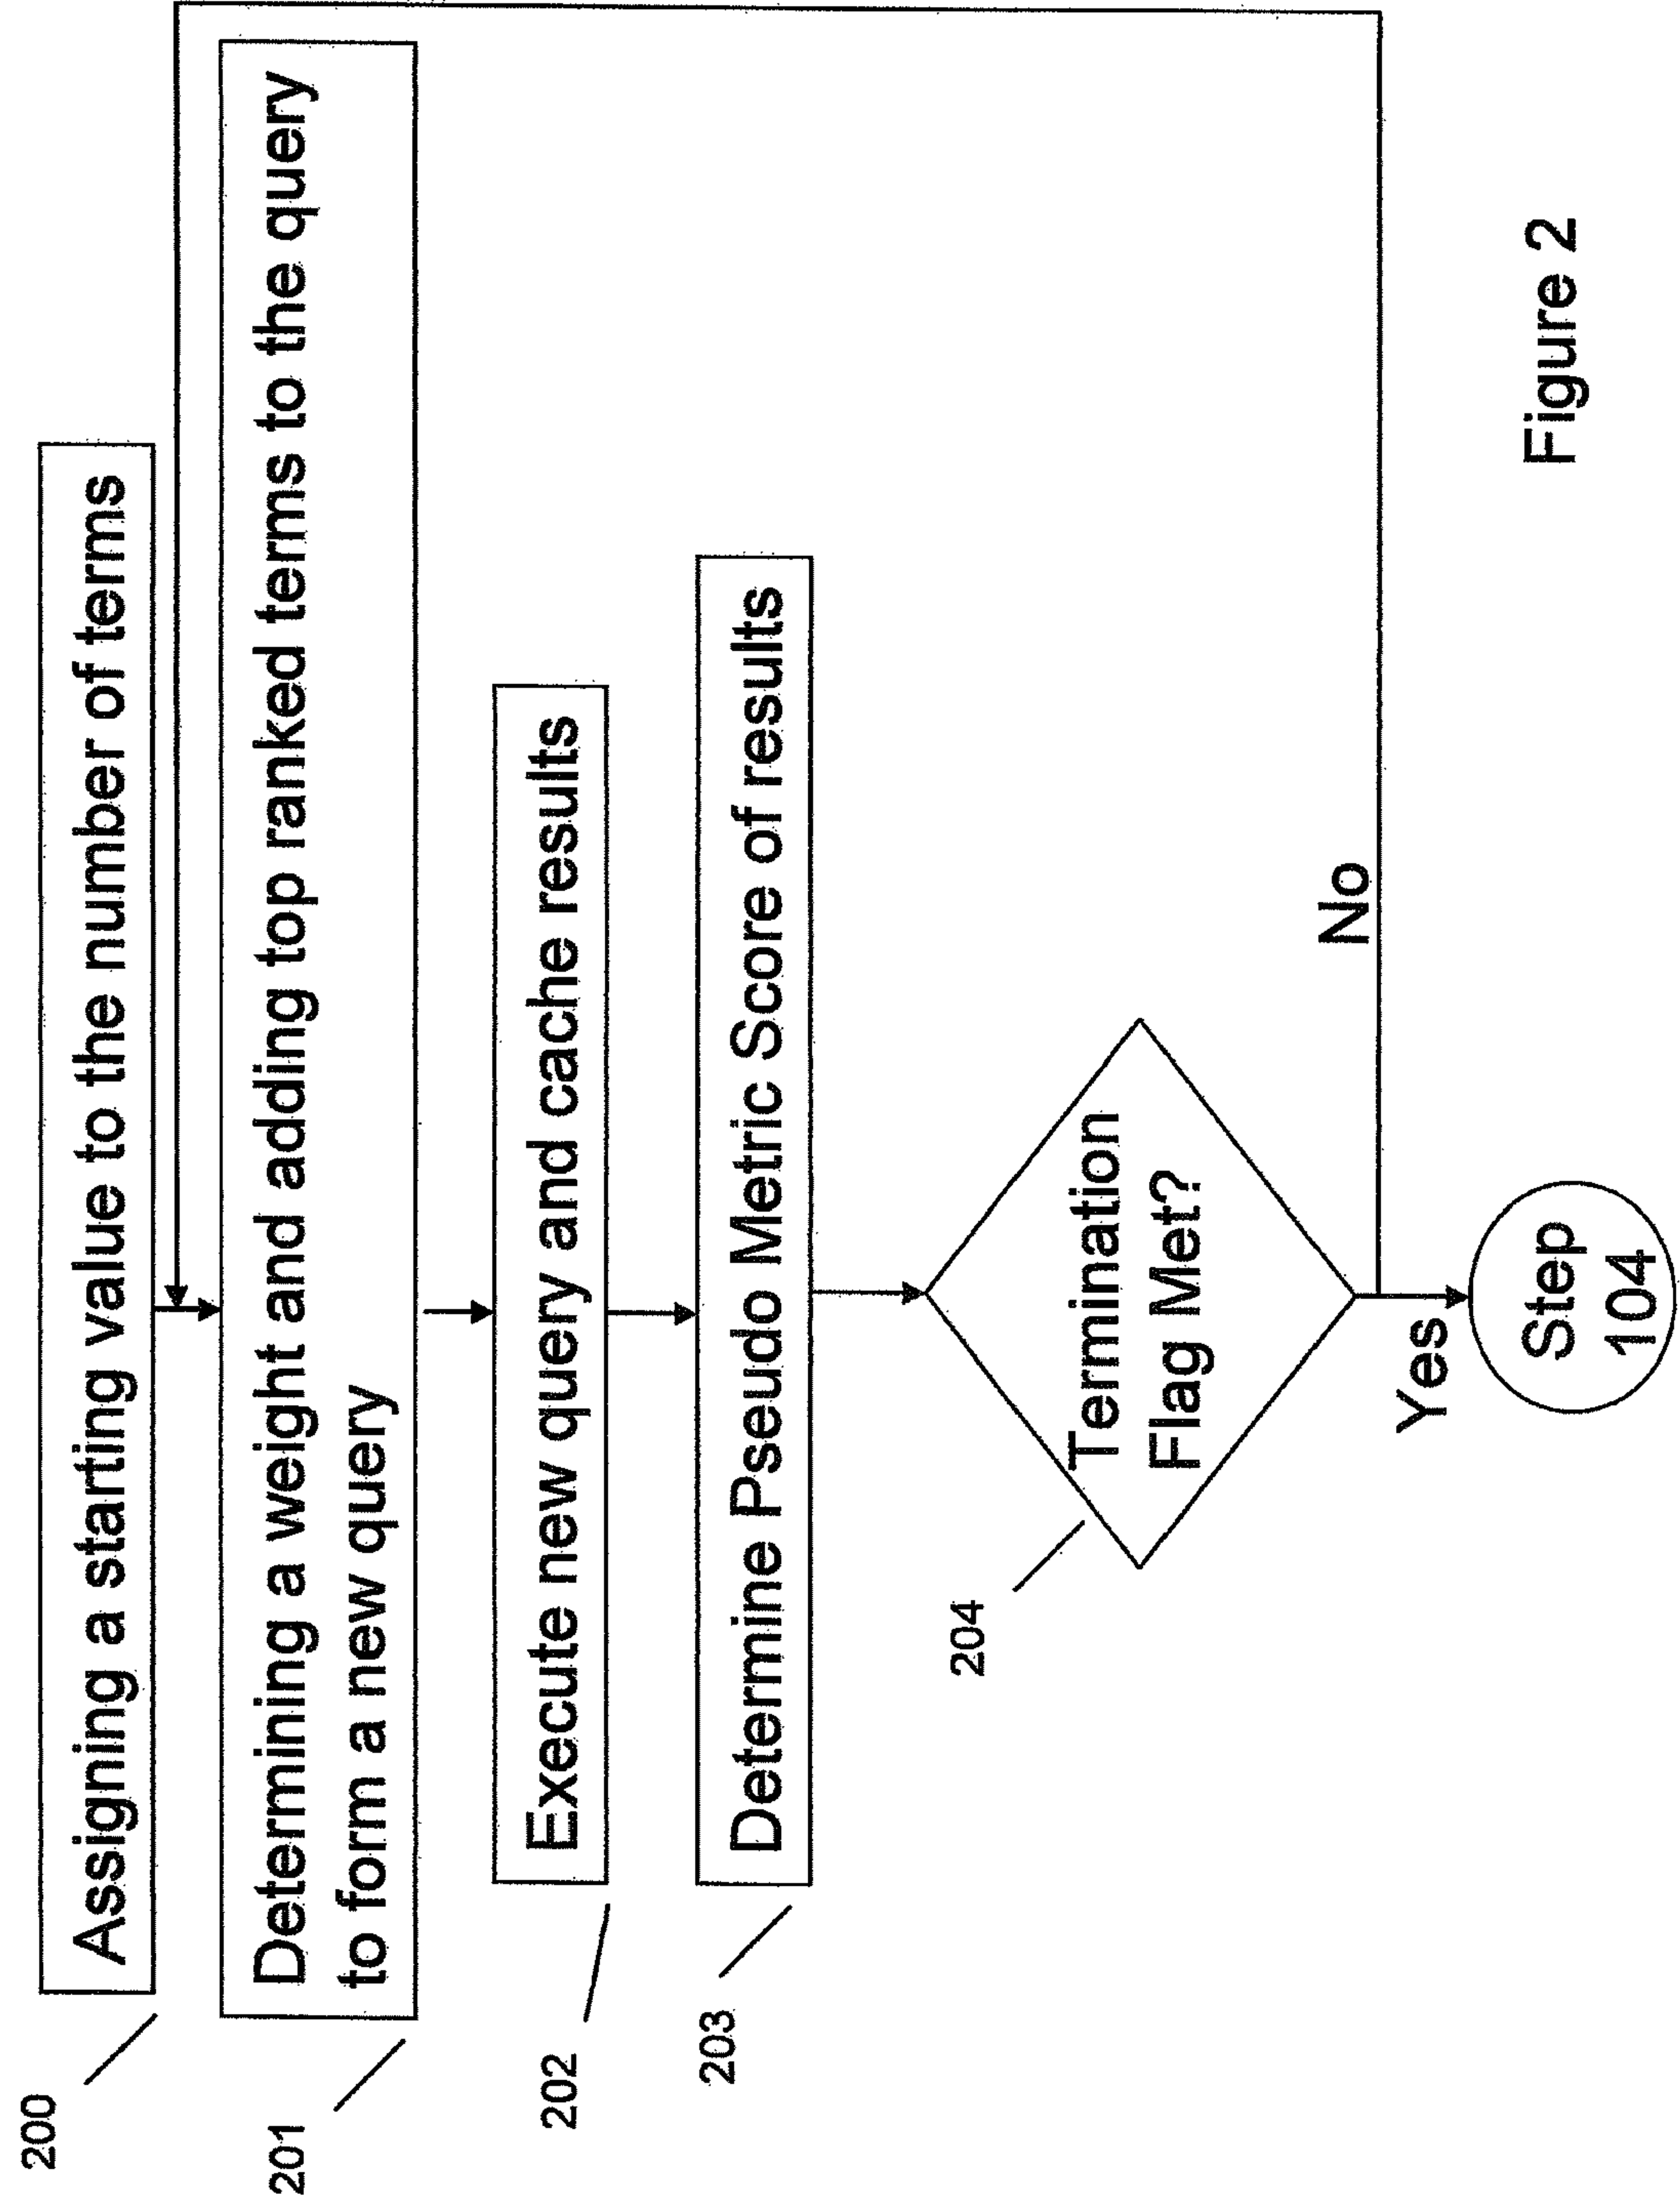 200
Assigning a starting value to the number of terms
201
Determining a weight and adding top ranked terms to the query
to form a new query
202
Execute new query and cache results
203
Determine Pseudo Metric Score of results
204
Termination
Flag Met?
No
Yes
Step
104
Figure 2